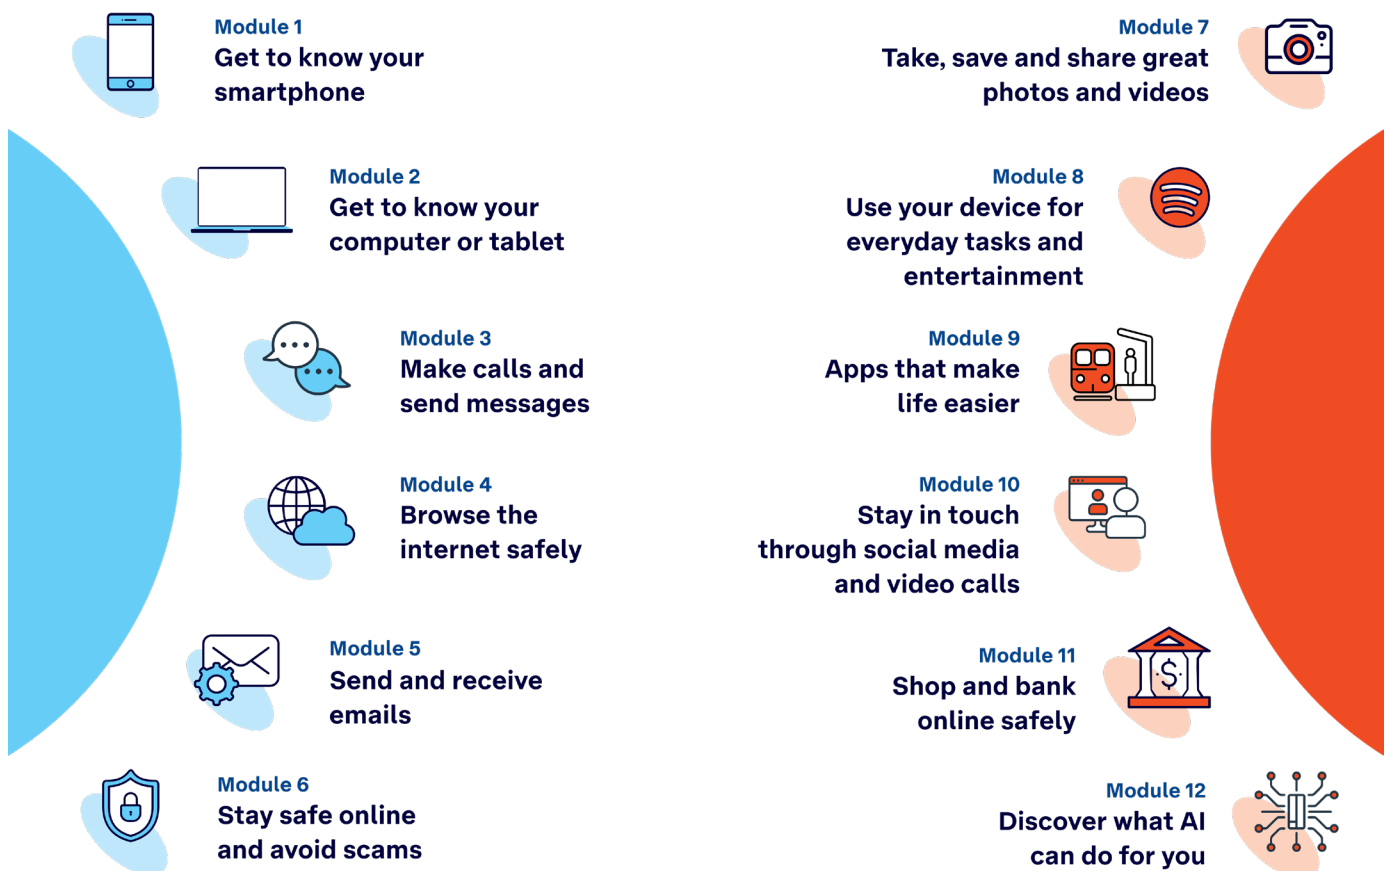 Module 1
Get to know your
smartphone
Module 2
Get to know your
computer or tablet
Module 3
Make calls and
send messages
Module 4
Browse the
internet safely
Module 5
Send and receive
emails
Module 6
Stay safe online
and avoid scams
Module 7
Take, save and share great
photos and videos
Module 8
Use your device for
everyday tasks and
entertainment
Module 9
Apps that make
life easier
Module 10
Stay in touch
through social media
and video calls
Module 11
Shop and bank
online safely
$
Module 12
Discover what AI
can do for you